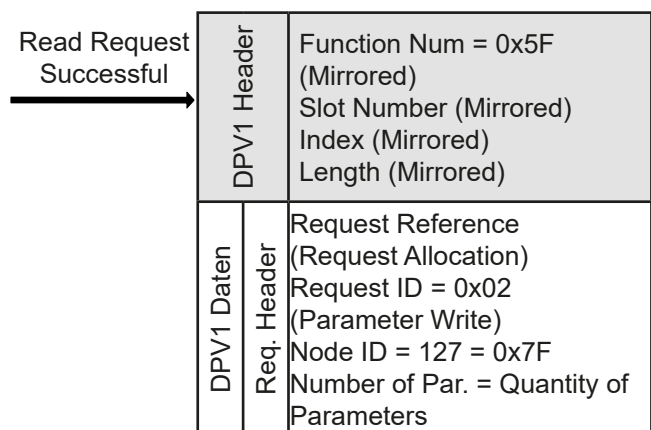 Read Request
Successful
DPV1 Header
Function Num = 0x5F
(Mirrored)
Slot Number (Mirrored)
Index (Mirrored)
Length (Mirrored)
DPV1 Daten
Req. Header
Request Reference
(Request Allocation)
Request ID = 0x02
(Parameter Write)
Node ID = 127 = 0x7F
Number of Par. = Quantity of
Parameters